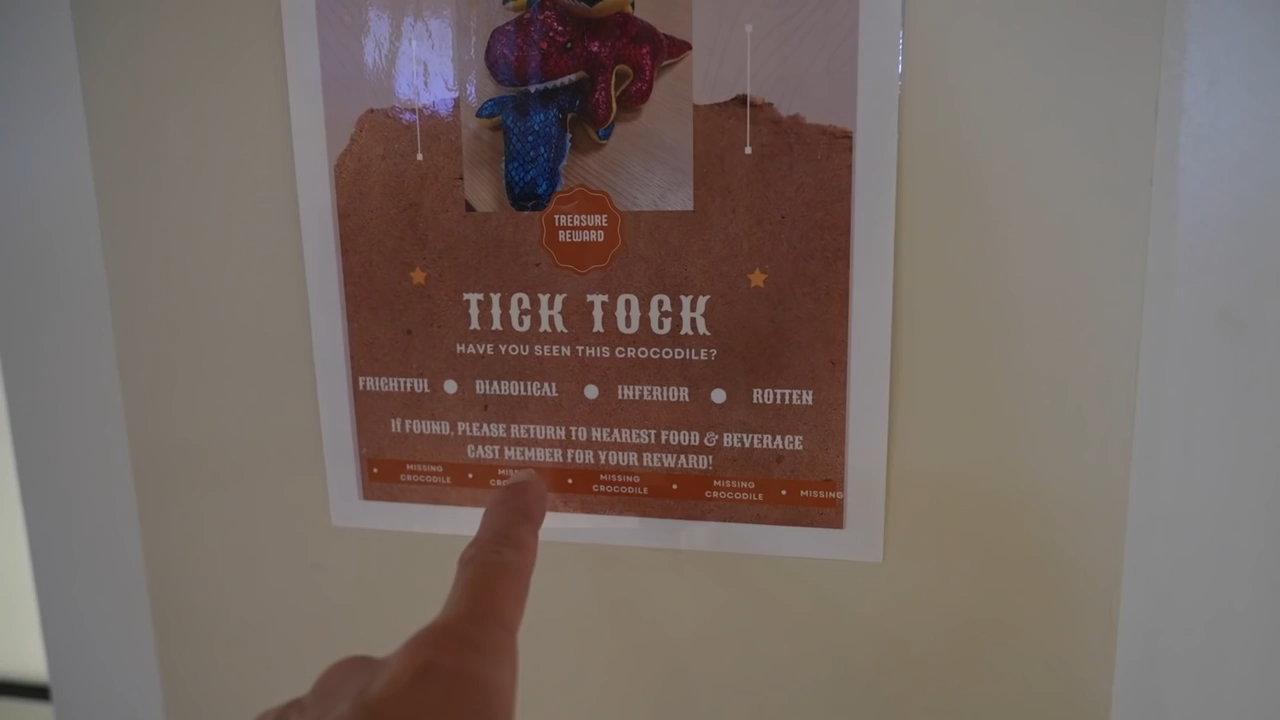 TREASURE
REWARD
TICK TOCK
HAVE YOU SEEN THIS CROCODILE?
FRIGHTFUL ● DIABOLICAL ● INFERIOR ● ROTTEN
If FOUND, PLEASE RETURN TO NEAREST FOOD & BEVERAGE
CAST MEMBER FOR YOUR REWARD!
MISSING CROCODILE • • MISSING CROCODILE • MISSING CROCODILE • MISSING